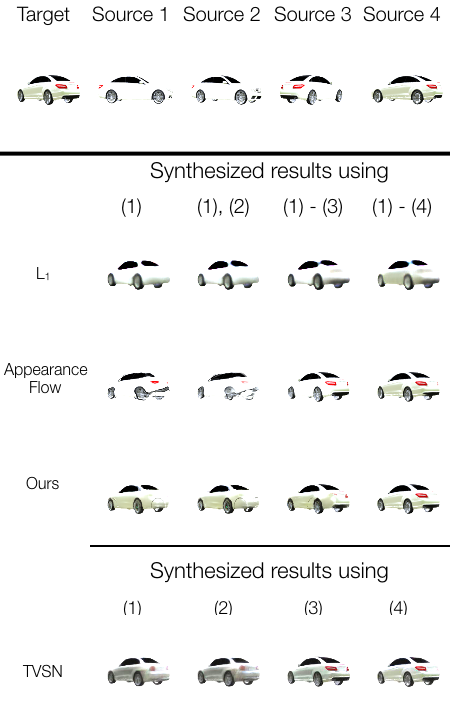 Target Source 1 Source 2 Source 3 Source 4
Synthesized results using
(1) (1), (2) (1) - (3) (1) - (4)
L₁
Appearance
Flow
Ours
Synthesized results using
(1) (2) (3) (4)
TVSN